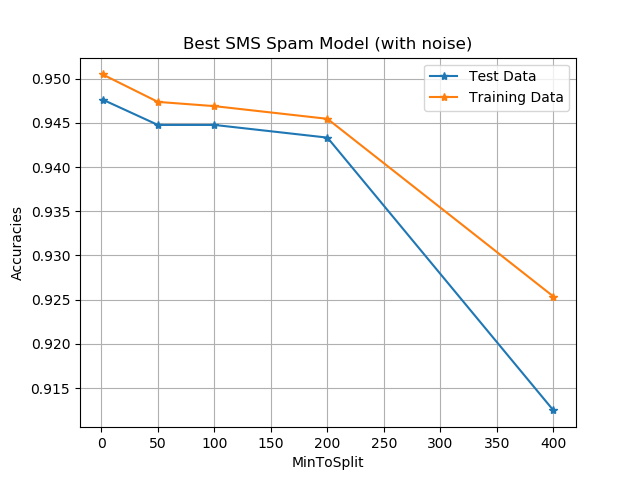 Best SMS Spam Model (with noise)
Test Data
Training Data
Accuracies
0.950
0.945
0.940
0.935
0.930
0.925
0.920
0.915
0 50 100 150 200 250 300 350 400
MinToSplit